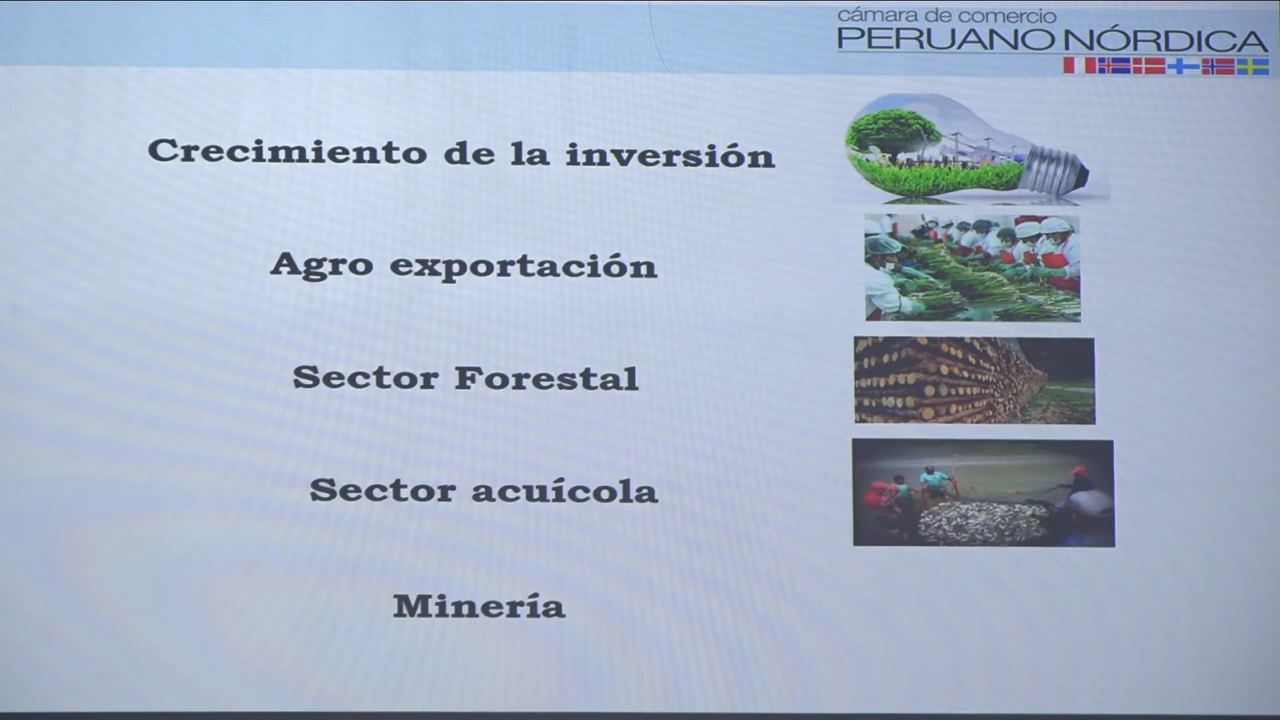 cámara de comercio
PERUANO NÓRDICA
Crecimiento de la inversión
Agro exportación
Sector Forestal
Sector acuícola
Minería